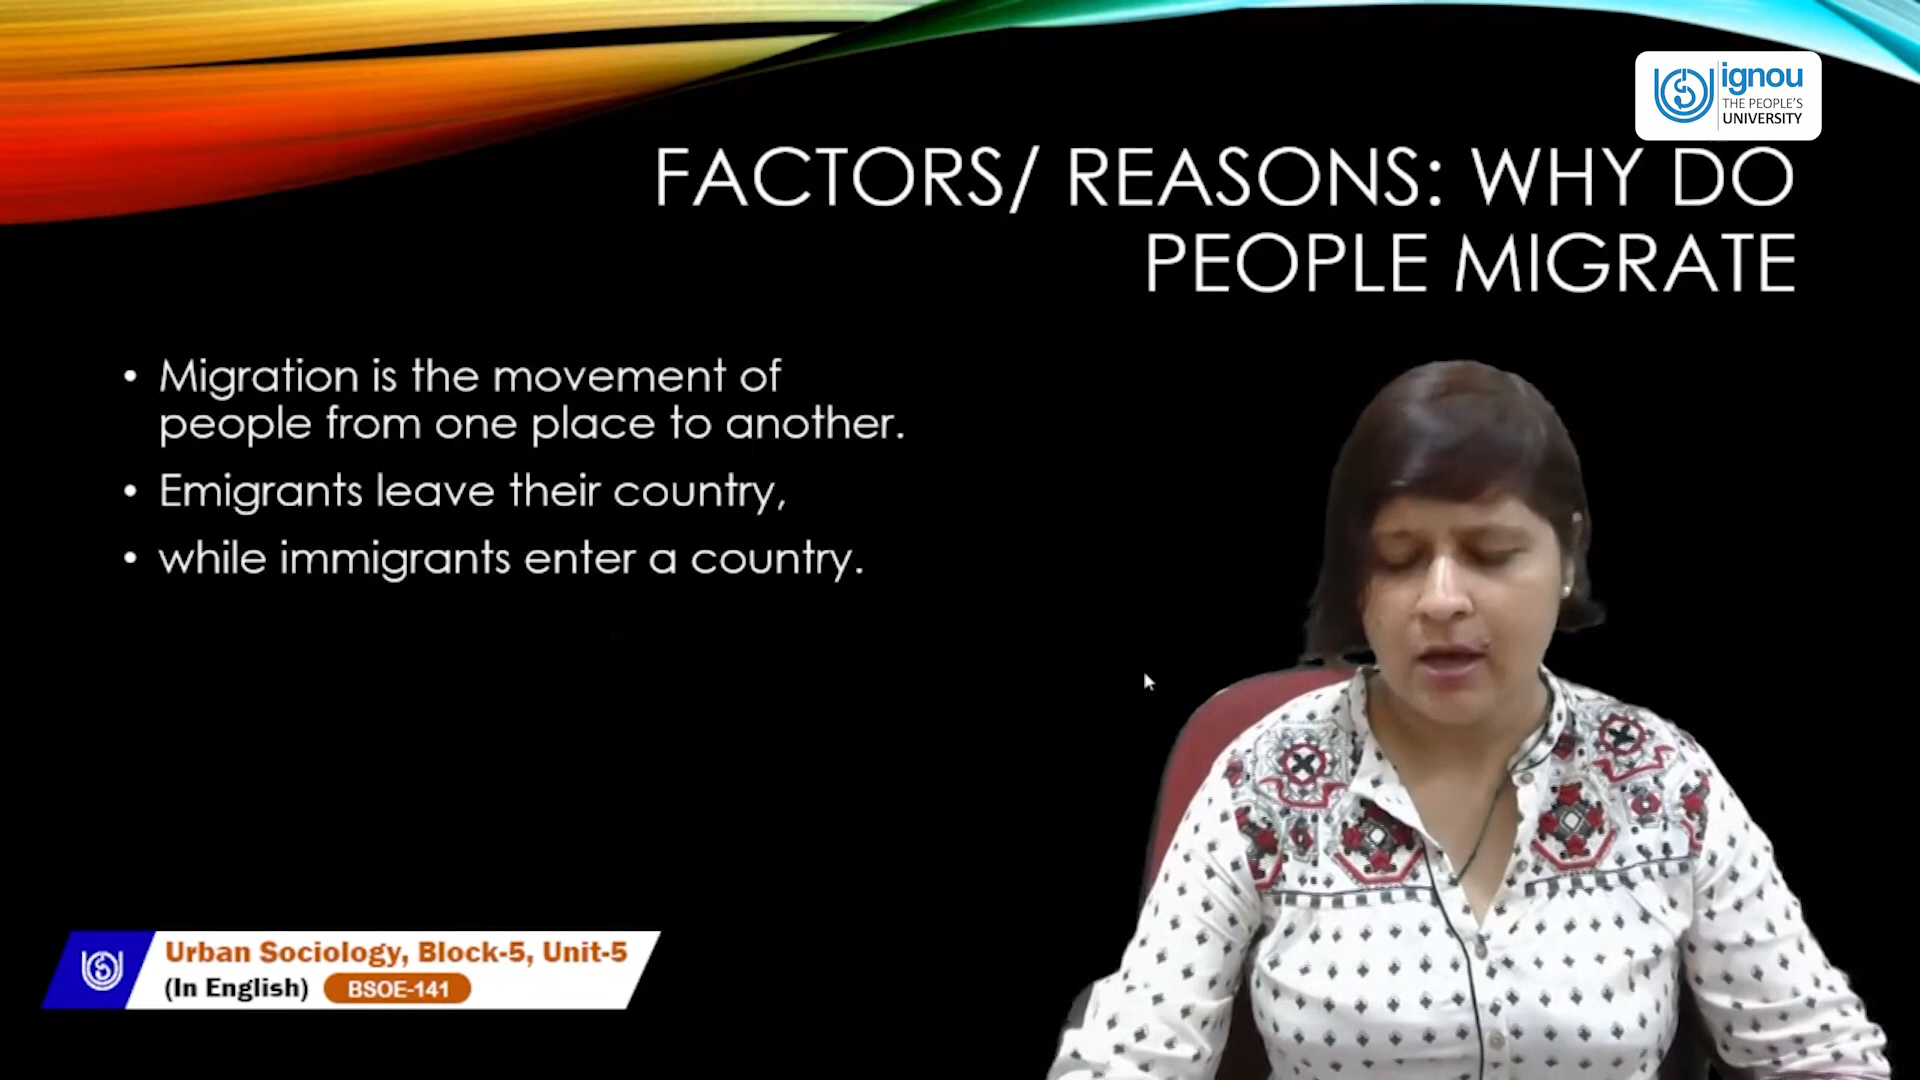 ignou
THE PEOPLE'S
UNIVERSITY
FACTORS/ REASONS: WHY DO
PEOPLE MIGRATE
• Migration is the movement of
people from one place to another.
• Emigrants leave their country,
• while immigrants enter a country.
Urban Sociology, Block-5, Unit-5
(In English) BSOE-141